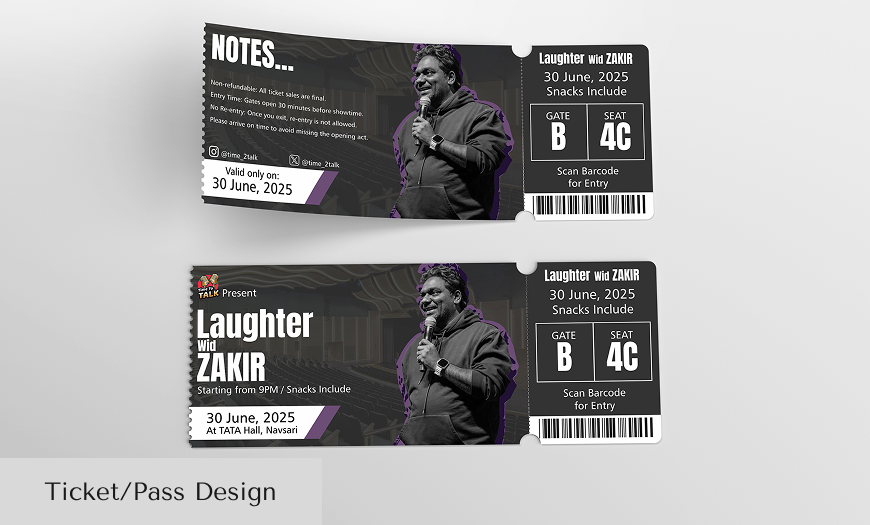 NOTES...
Non-refundable: All ticket sales are final.
Entry Time: Gates open 30 minutes before showtime.
No Re-entry: Once you exit, re-entry is not allowed.
Please arrive on time to avoid missing the opening act.
@time_2talk @time_2talk
Valid only on:
30 June, 2025
Laughter Wid ZAKIR
30 June, 2025
Snacks Include
GATE SEAT
B 4C
Scan Barcode
for Entry
TIME TO
TALK Present
Laughter
Wid
ZAKIR
Starting from 9PM / Snacks Include
30 June, 2025
At TATA Hall, Navsari
Laughter Wid ZAKIR
30 June, 2025
Snacks Include
GATE SEAT
B 4C
Scan Barcode
for Entry
Ticket/Pass Design